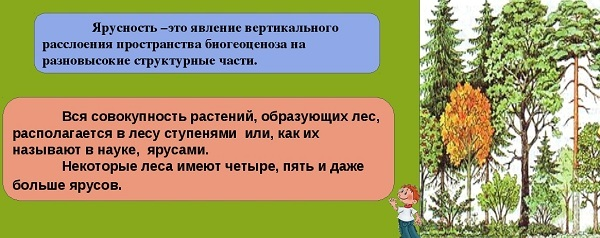 Ярусность –это явление вертикального
расслоения пространства биогеоценоза на
разновысокие структурные части.
Вся совокупность растений, образующих лес,
располагается в лесу ступенями или, как их
называют в науке, ярусами.
Некоторые леса имеют четыре, пять и даже
больше ярусов.